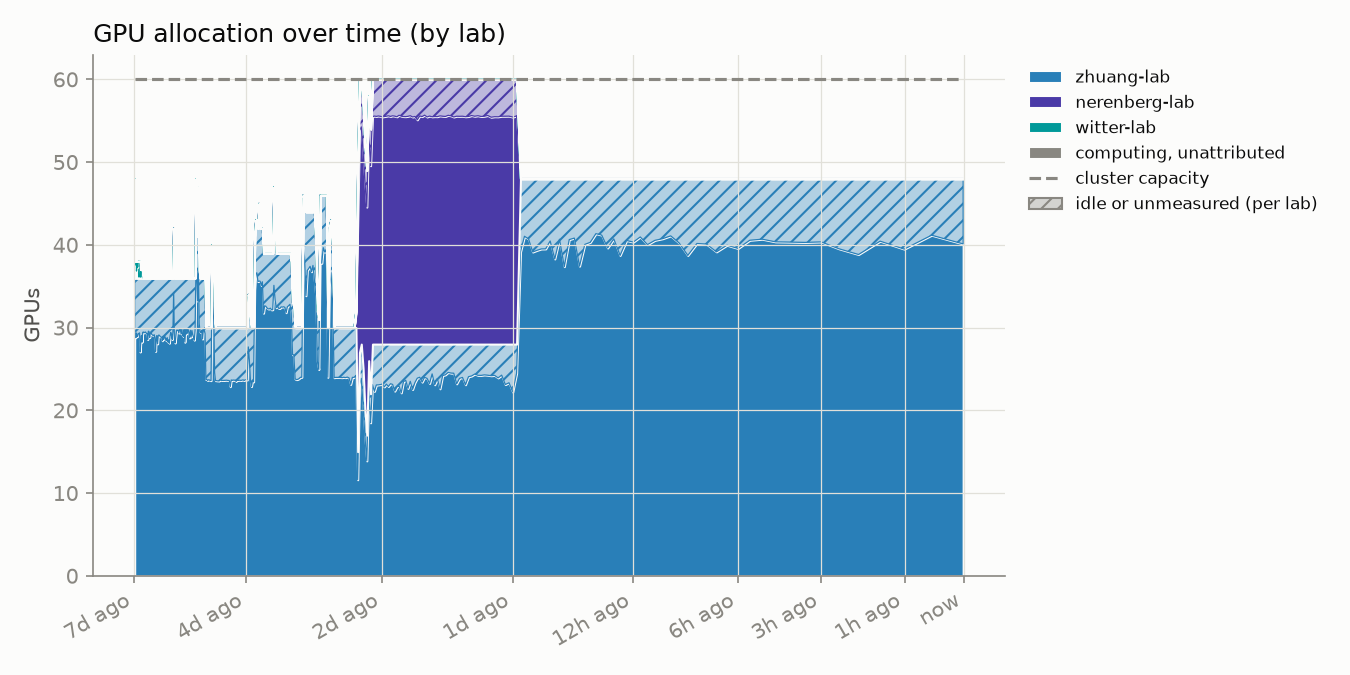 GPU allocation over time (by lab)
60
50
40
30
20
10
0
GPUs
7d ago
4d ago
2d ago
1d ago
12h ago
6h ago
3h ago
1h ago
now
zhuang-lab
nerenberg-lab
witter-lab
computing, unattributed
cluster capacity
idle or unmeasured (per lab)